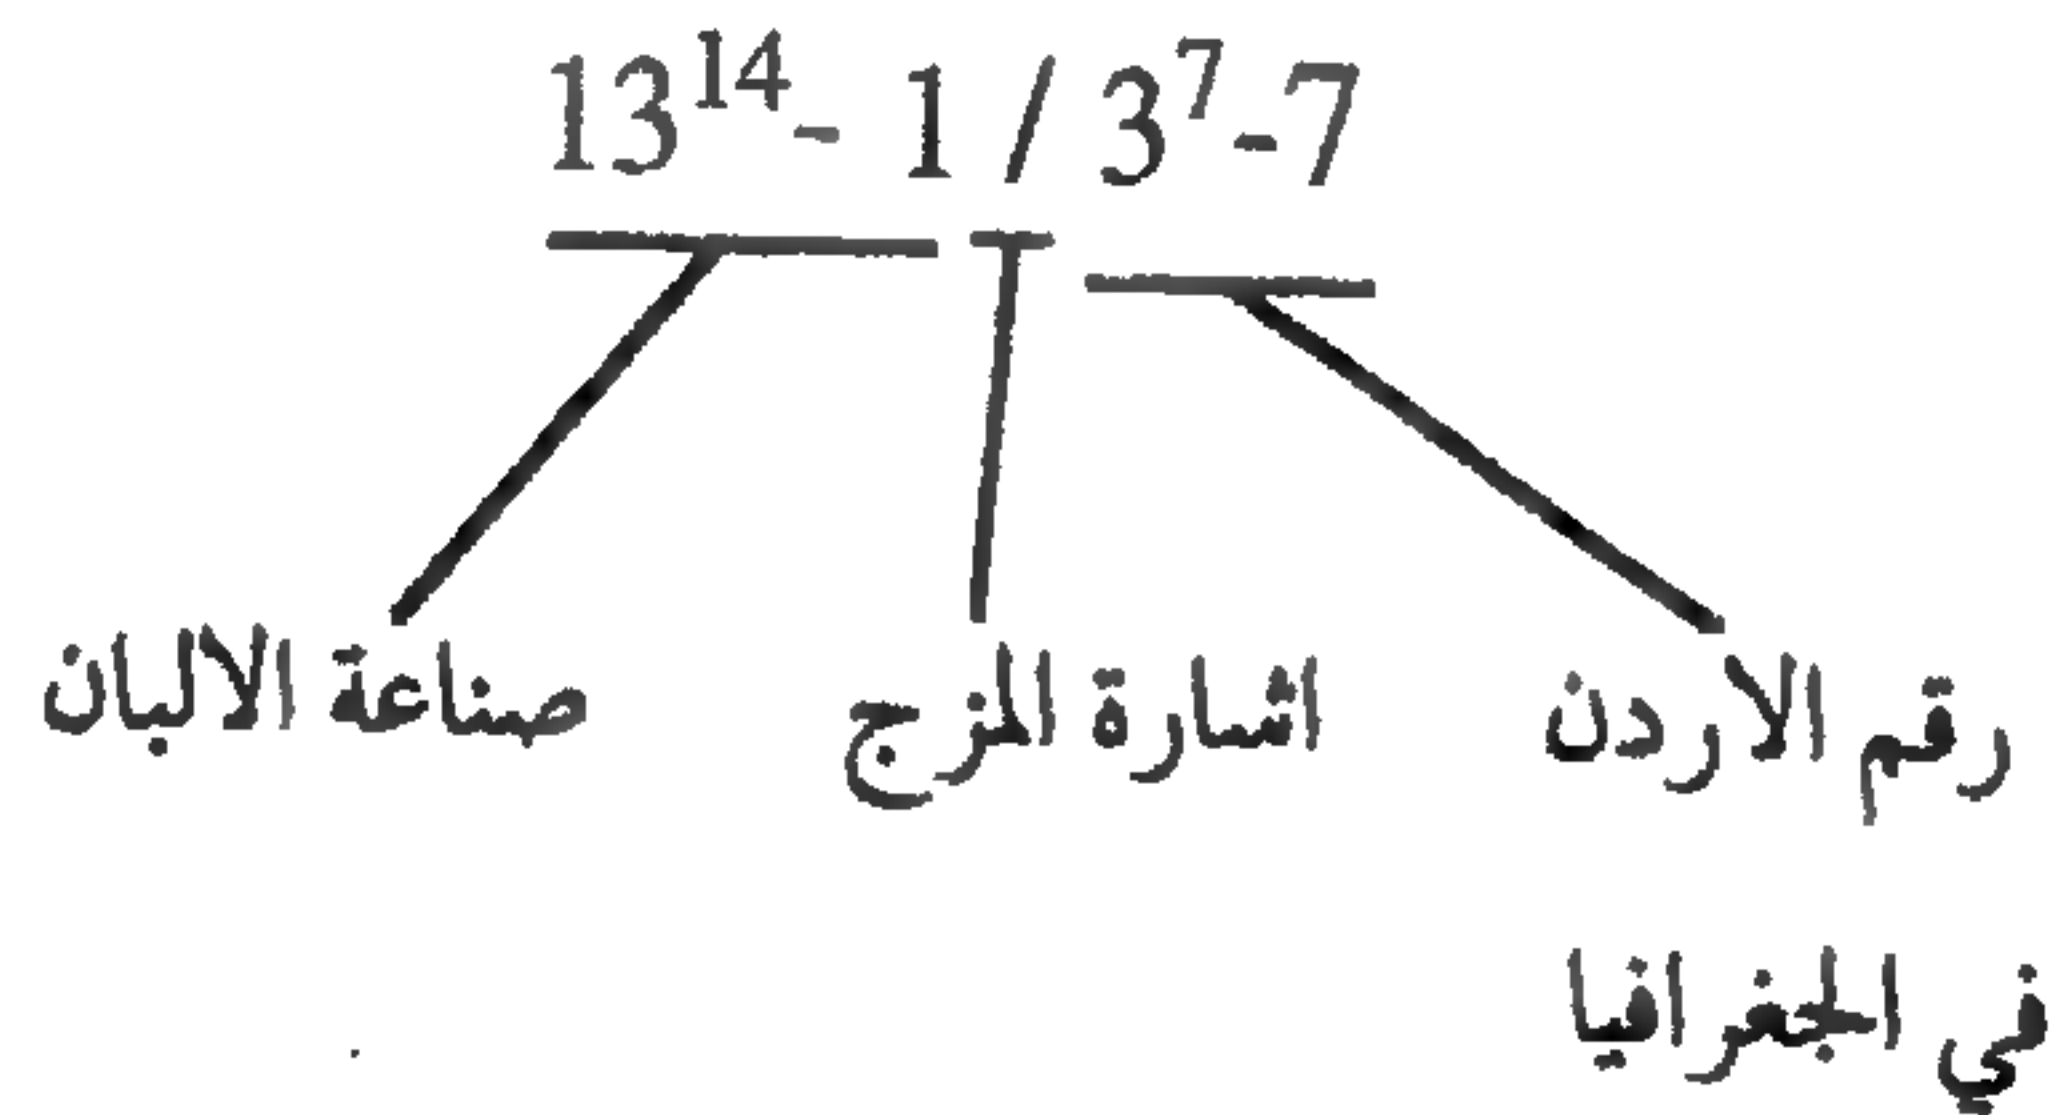 13¹⁴- 1 / 3⁷-7
رقم الاردن اشارة المزج صناعة الالبان
في الجغرافيا